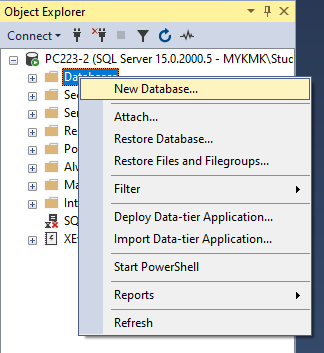 Object Explorer
Connect
PC223-2 (SQL Server 15.0.2000.5 - MYKMK\Stud
Databases
New Database...
Attach...
Restore Database...
Restore Files and Filegroups...
Filter
Deploy Data-tier Application...
Import Data-tier Application...
Start PowerShell
Reports
Refresh